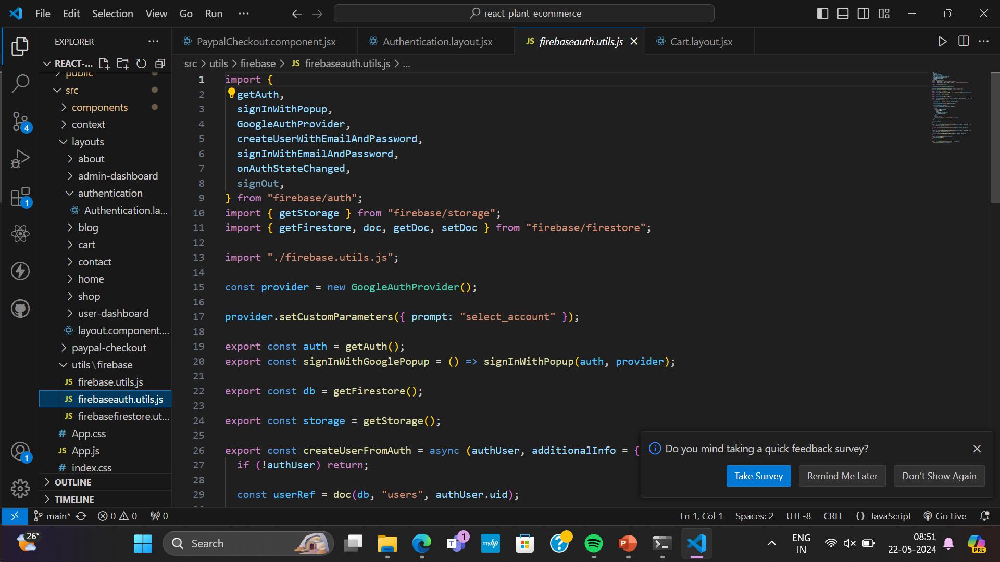 File Edit Selection View Go Run ... react-plant-ecommerce
EXPLORER ...
PaypalCheckout.component.jsx Authentication.layout.jsx JS firebaseauth.utils.js Cart.layout.jsx
REACT-...
src > utils > firebase > JS firebaseauth.utils.js > ...
public
src
components
context
layouts
about
admin-dashboard
authentication
Authentication.la...
blog
cart
contact
home
shop
user-dashboard
layout.component....
paypal-checkout
utils\firebase
JS firebase.utils.js
JS firebaseauth.utils.js
JS firebasefirestore.ut...
# App.css
JS App.js
# index.css
OUTLINE
TIMELINE
4
1
1
1 import {
2 getAuth,
3 signInWithPopup,
4 GoogleAuthProvider,
5 createUserWithEmailAndPassword,
6 signInWithEmailAndPassword,
7 onAuthStateChanged,
8 signOut,
9 } from "firebase/auth";
10 import { getStorage } from "firebase/storage";
11 import { getFirestore, doc, getDoc, setDoc } from "firebase/firestore";
12
13 import "./firebase.utils.js";
14
15 const provider = new GoogleAuthProvider();
16
17 provider.setCustomParameters({ prompt: "select_account" });
18
19 export const auth = getAuth();
20 export const signInWithGooglePopup = () => signInWithPopup(auth, provider);
21
22 export const db = getFirestore();
23
24 export const storage = getStorage();
25
26 export const createUserFromAuth = async (authUser, additionalInfo = {
27 if (!authUser) return;
28
29 const userRef = doc(db, "users", authUser.uid);
Do you mind taking a quick feedback survey?
Take Survey Remind Me Later Don't Show Again
main* 0 0 0 Ln 1, Col 1 Spaces: 2 UTF-8 CRLF {} JavaScript Go Live
26° Search 1 myhp ENG IN 08:51 22-05-2024 PRE